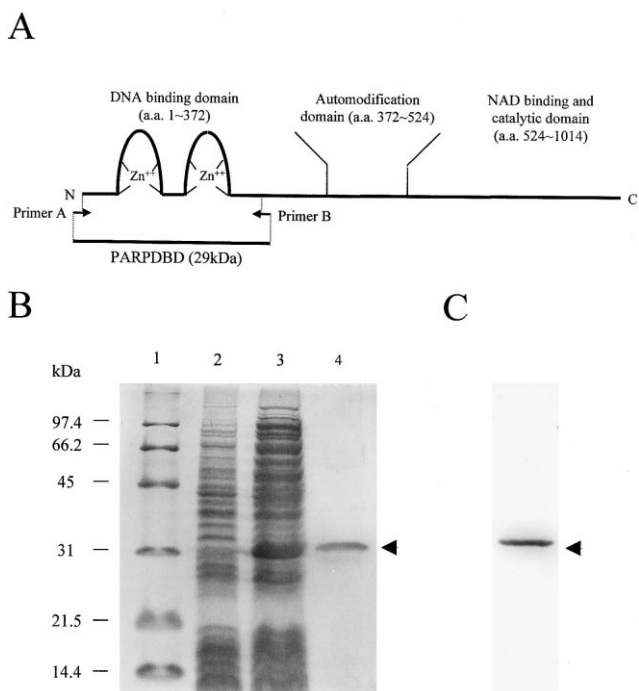 A
DNA binding domain
(a.a. 1~372)
Automodification
domain (a.a. 372~524)
NAD binding and
catalytic domain
(a.a. 524~1014)
Zn++ Zn++
N
C
Primer A
Primer B
PARPDBD (29kDa)
B
C
kDa
1 2 3 4
97.4
66.2
45
31
21.5
14.4